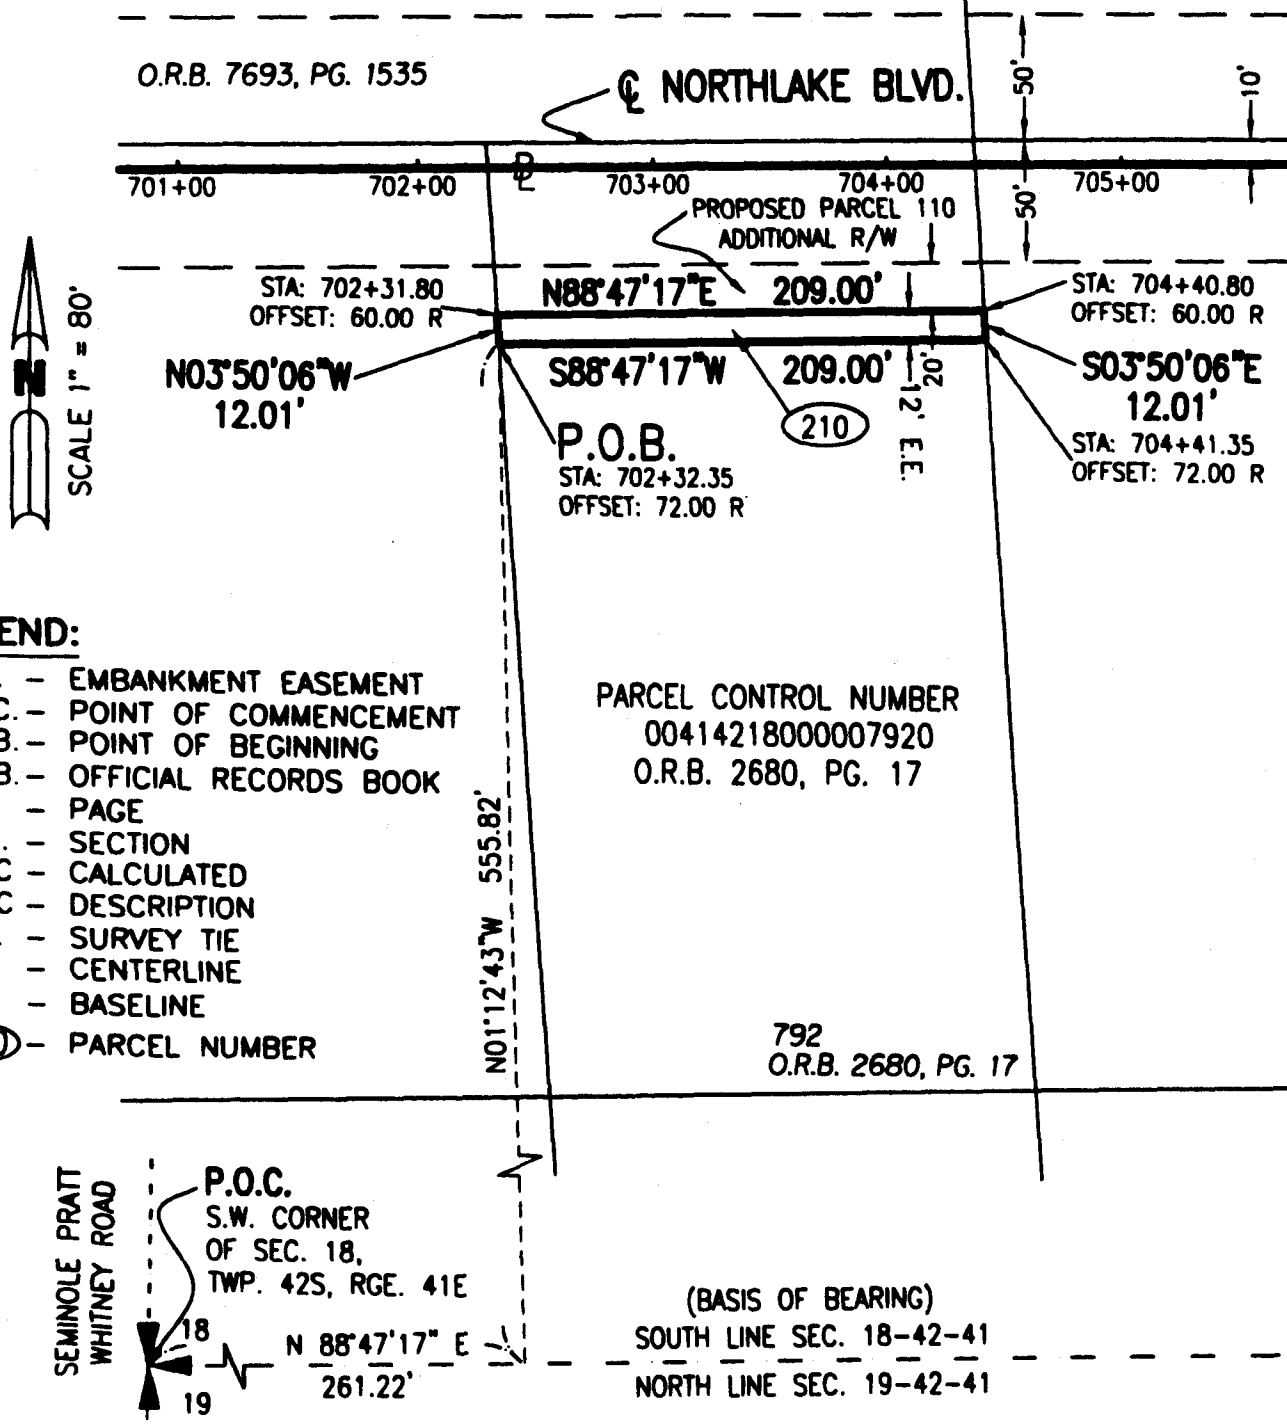 O.R.B. 7693, PG. 1535
℄ NORTHLAKE BLVD.
50'
10'
701+00
702+00
703+00
704+00
705+00
50'
PROPOSED PARCEL 110
ADDITIONAL R/W
STA: 702+31.80
OFFSET: 60.00 R
N88°47'17"E 209.00'
STA: 704+40.80
OFFSET: 60.00 R
N03°50'06"W
12.01'
S88°47'17"W 209.00'
20'
12' E.E.
S03°50'06"E
12.01'
210
N
SCALE 1" = 80'
P.O.B.
STA: 702+32.35
OFFSET: 72.00 R
STA: 704+41.35
OFFSET: 72.00 R
END:
. - EMBANKMENT EASEMENT
C. - POINT OF COMMENCEMENT
B. - POINT OF BEGINNING
B. - OFFICIAL RECORDS BOOK
- PAGE
. - SECTION
C - CALCULATED
C - DESCRIPTION
. - SURVEY TIE
- CENTERLINE
- BASELINE
- PARCEL NUMBER
PARCEL CONTROL NUMBER
00414218000007920
O.R.B. 2680, PG. 17
N01°12'43"W 555.82'
792
O.R.B. 2680, PG. 17
SEMINOLE PRATT
WHITNEY ROAD
P.O.C.
S.W. CORNER
OF SEC. 18,
TWP. 42S, RGE. 41E
18
19
N 88°47'17" E
261.22'
(BASIS OF BEARING)
SOUTH LINE SEC. 18-42-41
NORTH LINE SEC. 19-42-41